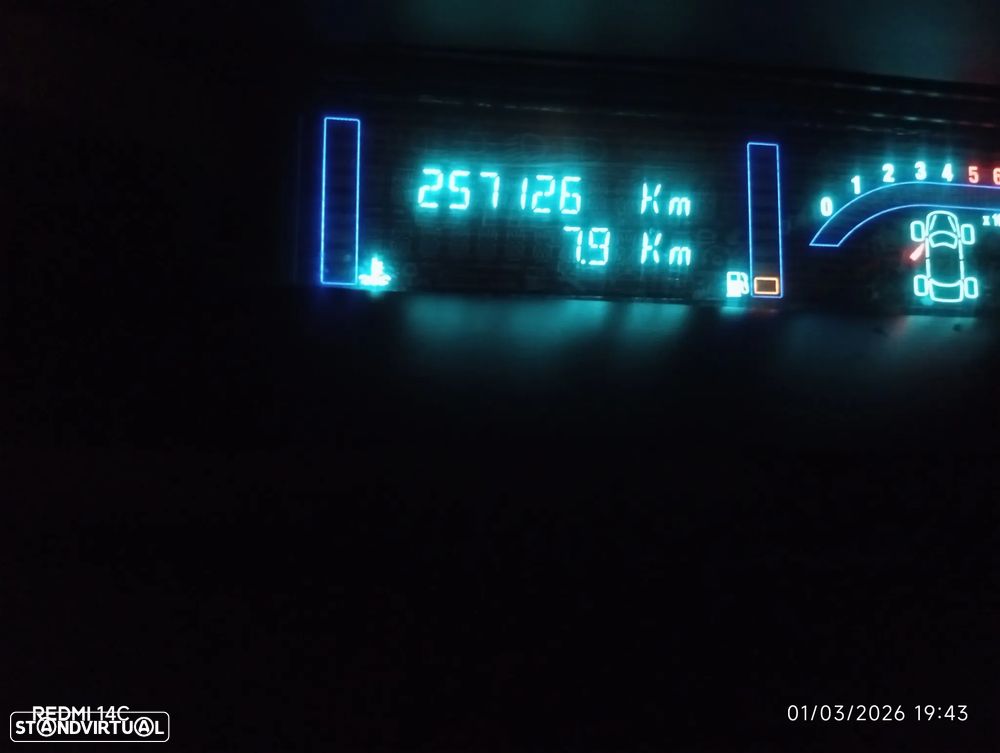 257126 Km
7.9 Km
0 1 2 3 4 5 6
REDMI 14C
STANDVIRTUAL
01/03/2026 19:43